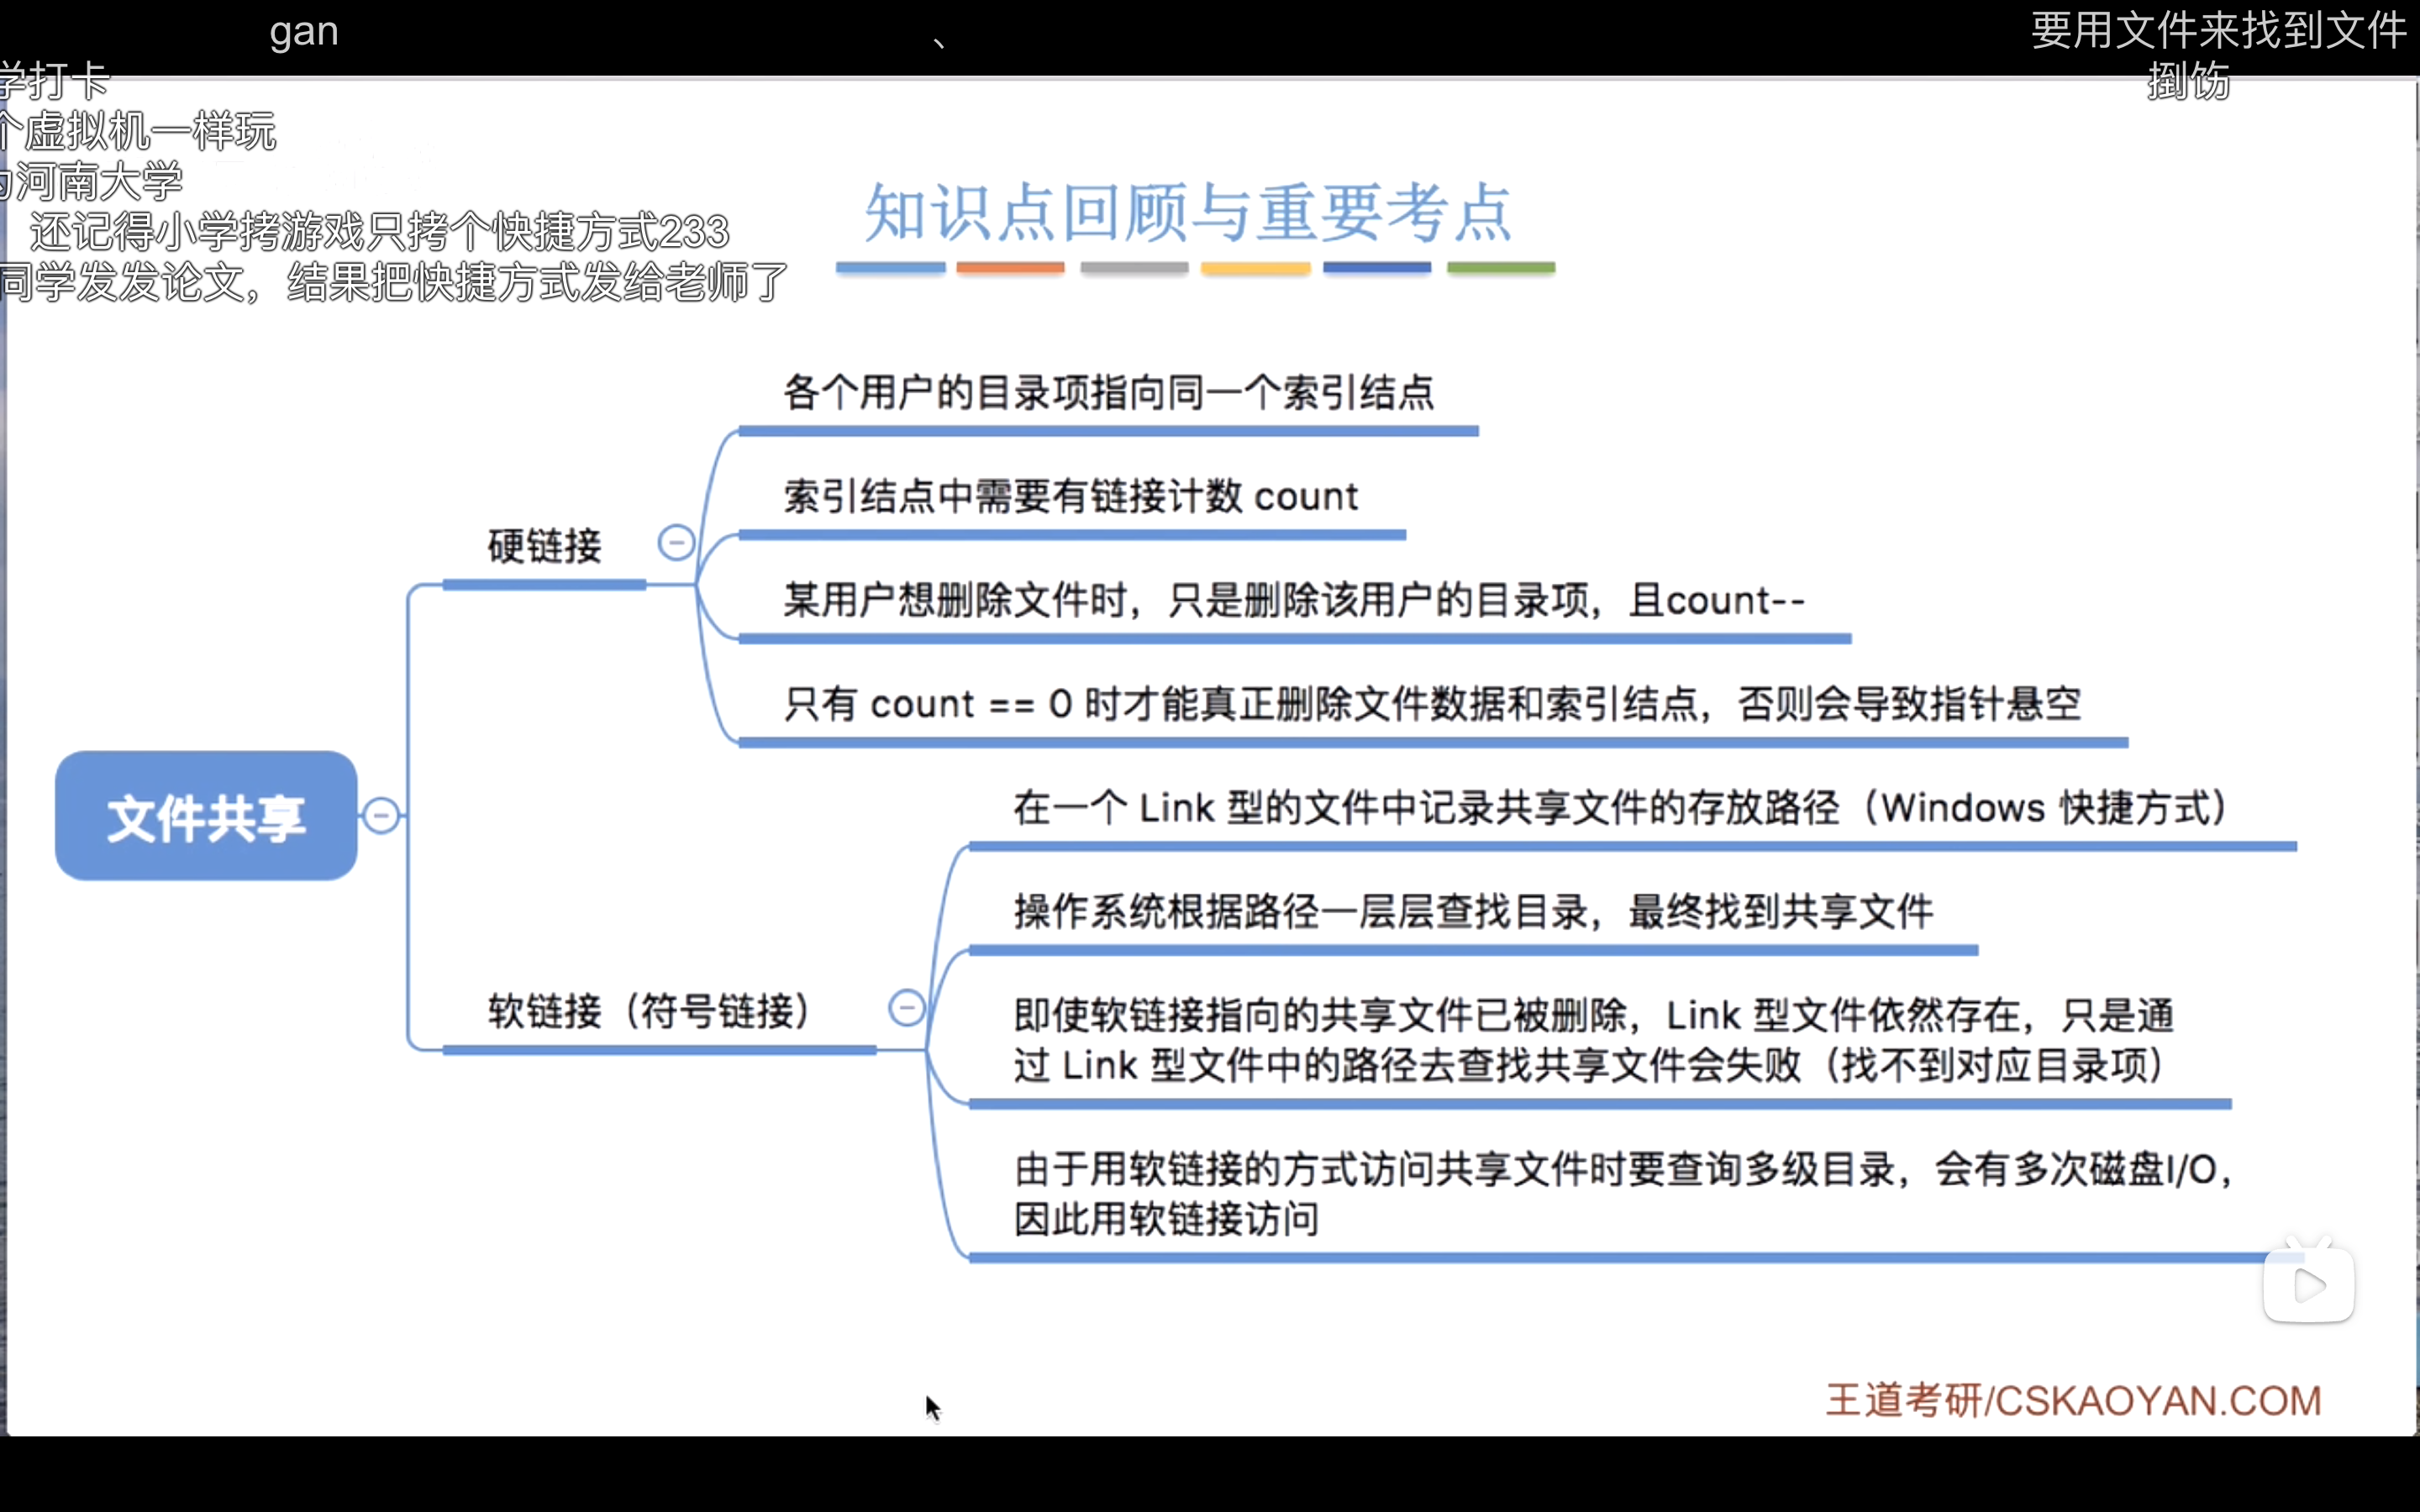 gan
、
要用文件来找到文件
学打卡
捯饬
个虚拟机一样玩
河南大学
还记得小学拷游戏只拷个快捷方式233
同学发发论文，结果把快捷方式发给老师了
知识点回顾与重要考点
文件共享
硬链接
各个用户的目录项指向同一个索引结点
索引结点中需要有链接计数 count
某用户想删除文件时，只是删除该用户的目录项，且count--
只有 count == 0 时才能真正删除文件数据和索引结点，否则会导致指针悬空
软链接（符号链接）
在一个 Link 型的文件中记录共享文件的存放路径（Windows 快捷方式）
操作系统根据路径一层层查找目录，最终找到共享文件
即使软链接指向的共享文件已被删除，Link 型文件依然存在，只是通
过 Link 型文件中的路径去查找共享文件会失败（找不到对应目录项）
由于用软链接的方式访问共享文件时要查询多级目录，会有多次磁盘I/O，
因此用软链接访问
王道考研/CSKAOYAN.COM